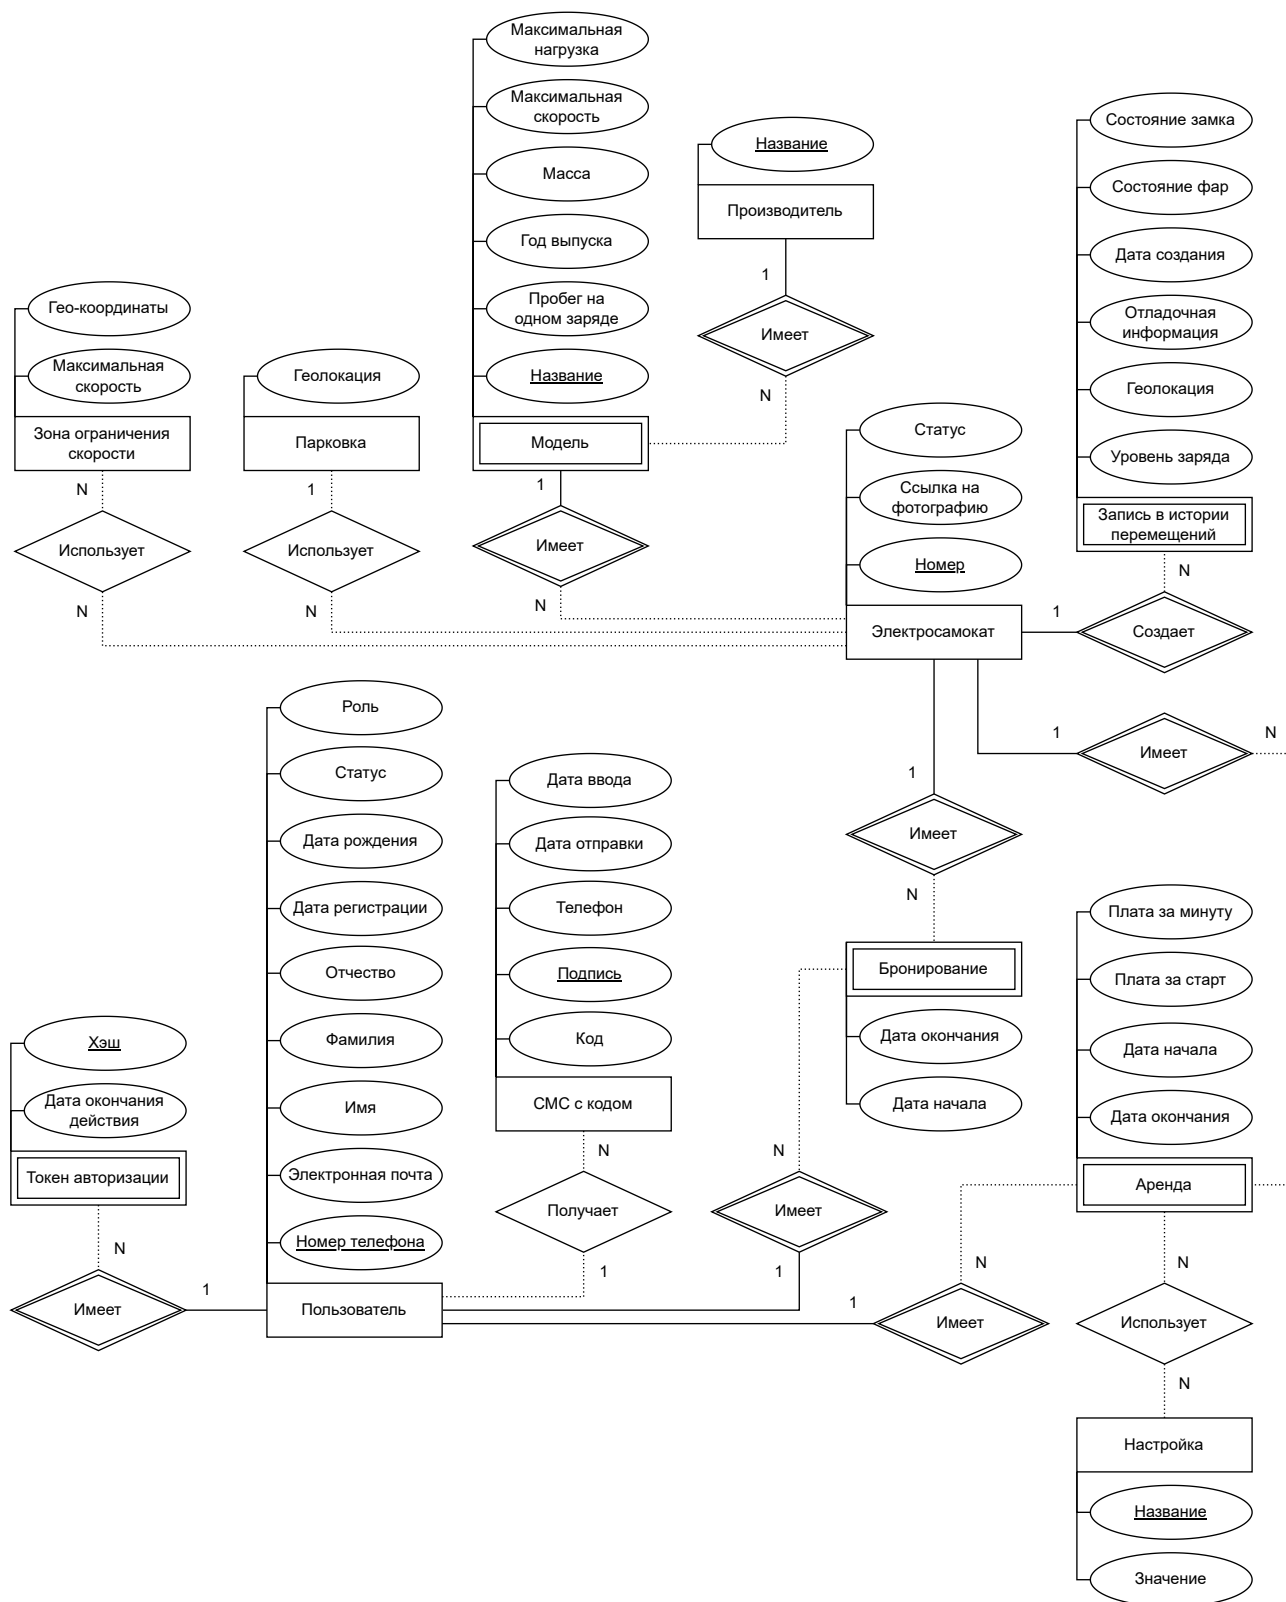 Максимальная
нагрузка
Максимальная
скорость
Масса
Год выпуска
Пробег на
одном заряде
Название
Модель
Название
Производитель
1
Имеет
N
Состояние замка
Состояние фар
Дата создания
Отладочная
информация
Геолокация
Уровень заряда
Запись в истории
перемещений
N
1
Создает
Гео-координаты
Максимальная
скорость
Зона ограничения
скорости
N
Использует
N
Геолокация
Парковка
1
Использует
N
1
Имеет
N
Статус
Ссылка на
фотографию
Номер
Электросамокат
1
Имеет
N
1
Имеет
N
Роль
Статус
Дата рождения
Дата регистрации
Отчество
Фамилия
Имя
Электронная почта
Номер телефона
Пользователь
Дата ввода
Дата отправки
Телефон
Подпись
Код
СМС с кодом
N
Получает
1
Бронирование
Дата окончания
Дата начала
N
Имеет
1
Плата за минуту
Плата за старт
Дата начала
Дата окончания
Аренда
Хэш
Дата окончания
действия
Токен авторизации
N
Имеет
1
1
Имеет
N
N
Использует
N
Настройка
Название
Значение